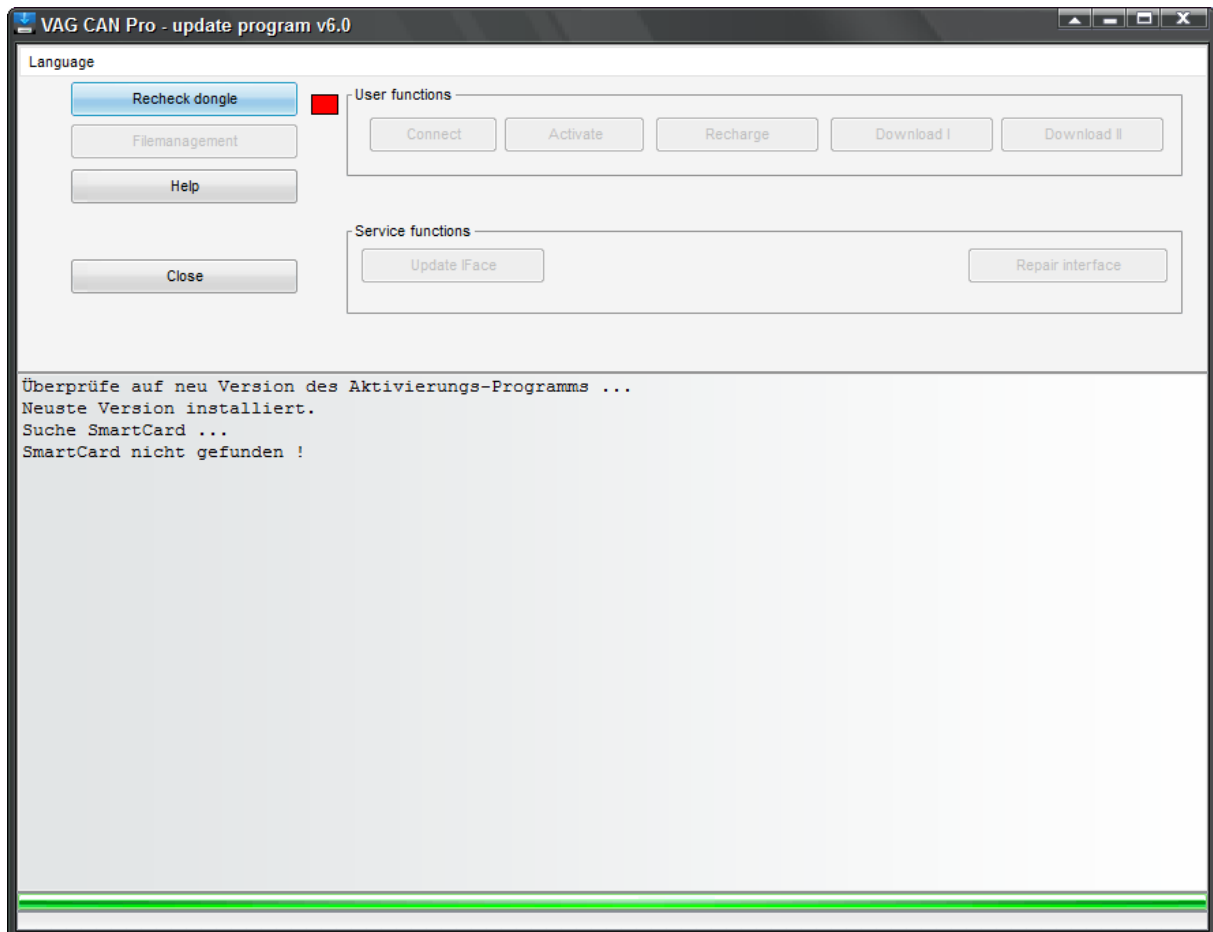 VAG CAN Pro - update program v6.0
Language
Recheck dongle
Filemanagement
Help
Close
User functions
Connect Activate Recharge Download I Download II
Service functions
Update IFace Repair interface
Überprüfe auf neu Version des Aktivierungs-Programms ...
Neuste Version installiert.
Suche SmartCard ...
SmartCard nicht gefunden !